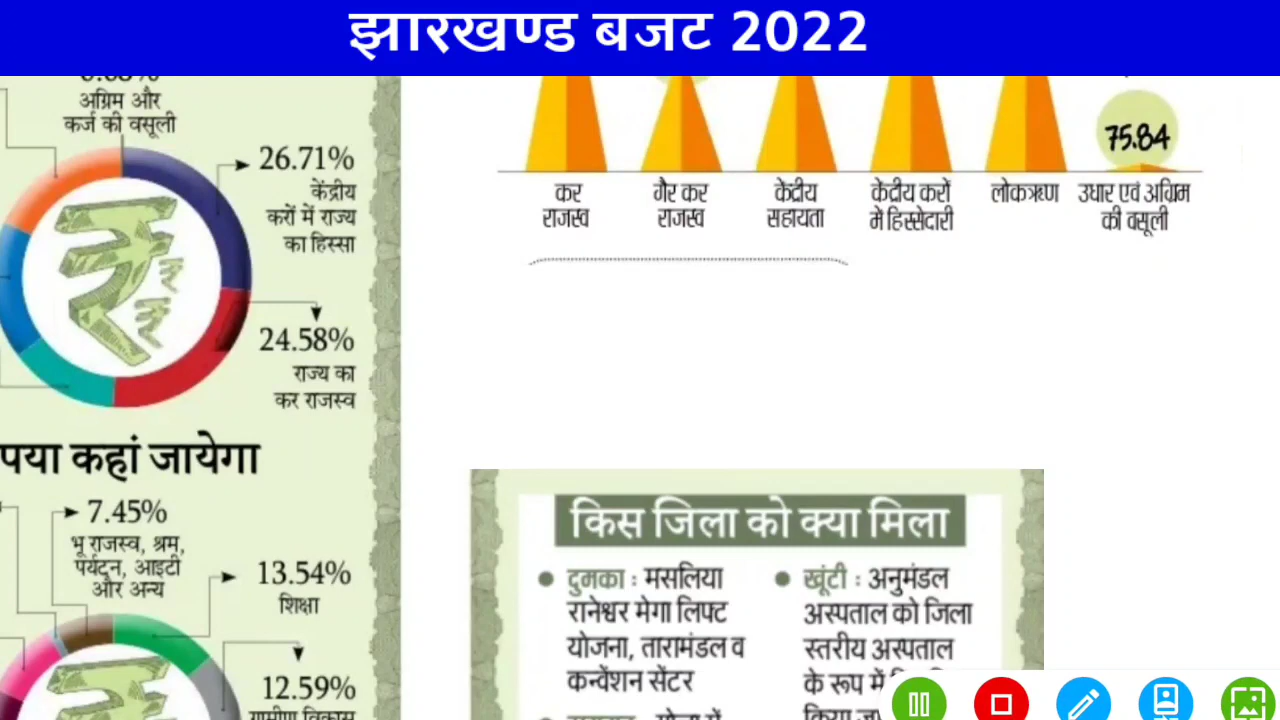 झारखण्ड बजट 2022
अग्रिम और
कर्ज की वसूली
26.71%
केंद्रीय
करों में राज्य
का हिस्सा
24.58%
राज्य का
कर राजस्व
पया कहां जायेगा
7.45%
भू राजस्व, श्रम,
पर्यटन, आइटी
और अन्य
13.54%
शिक्षा
12.59%
ग्रामीण विकास
75.84
कर
राजस्व
गैर कर
राजस्व
केंद्रीय
सहायता
केंद्रीय करों
में हिस्सेदारी
लोकऋण
उधार एवं अग्रिम
की वसूली
किस जिला को क्या मिला
दुमका : मसलिया
रानेश्वर मेगा लिफ्ट
योजना, तारामंडल व
कन्वेंशन सेंटर
खूंटी : अनुमंडल
अस्पताल को जिला
स्तरीय अस्पताल
के रूप में